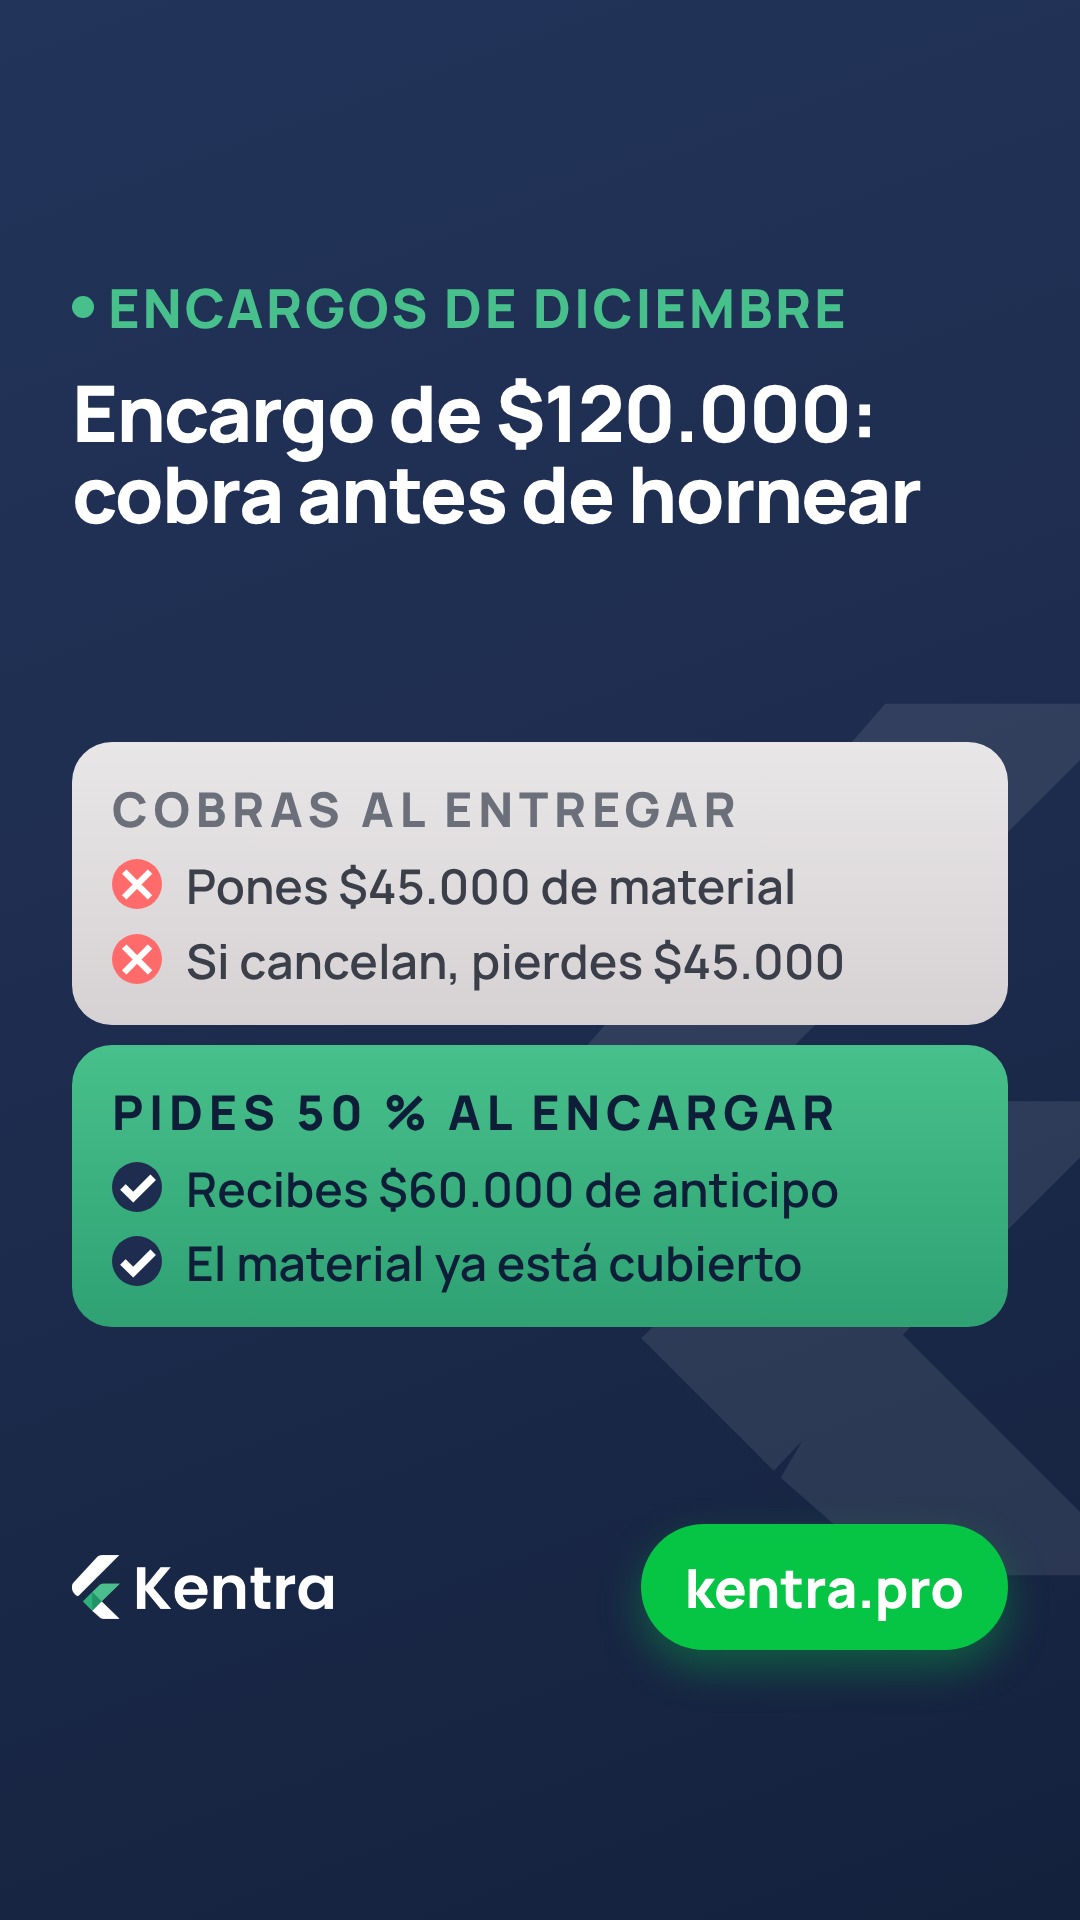 ENCARGOS DE DICIEMBRE
Encargo de $120.000:
cobra antes de hornear
COBRAS AL ENTREGAR
Pones $45.000 de material
Si cancelan, pierdes $45.000
PIDES 50 % AL ENCARGAR
Recibes $60.000 de anticipo
El material ya está cubierto
Kentra
kentra.pro